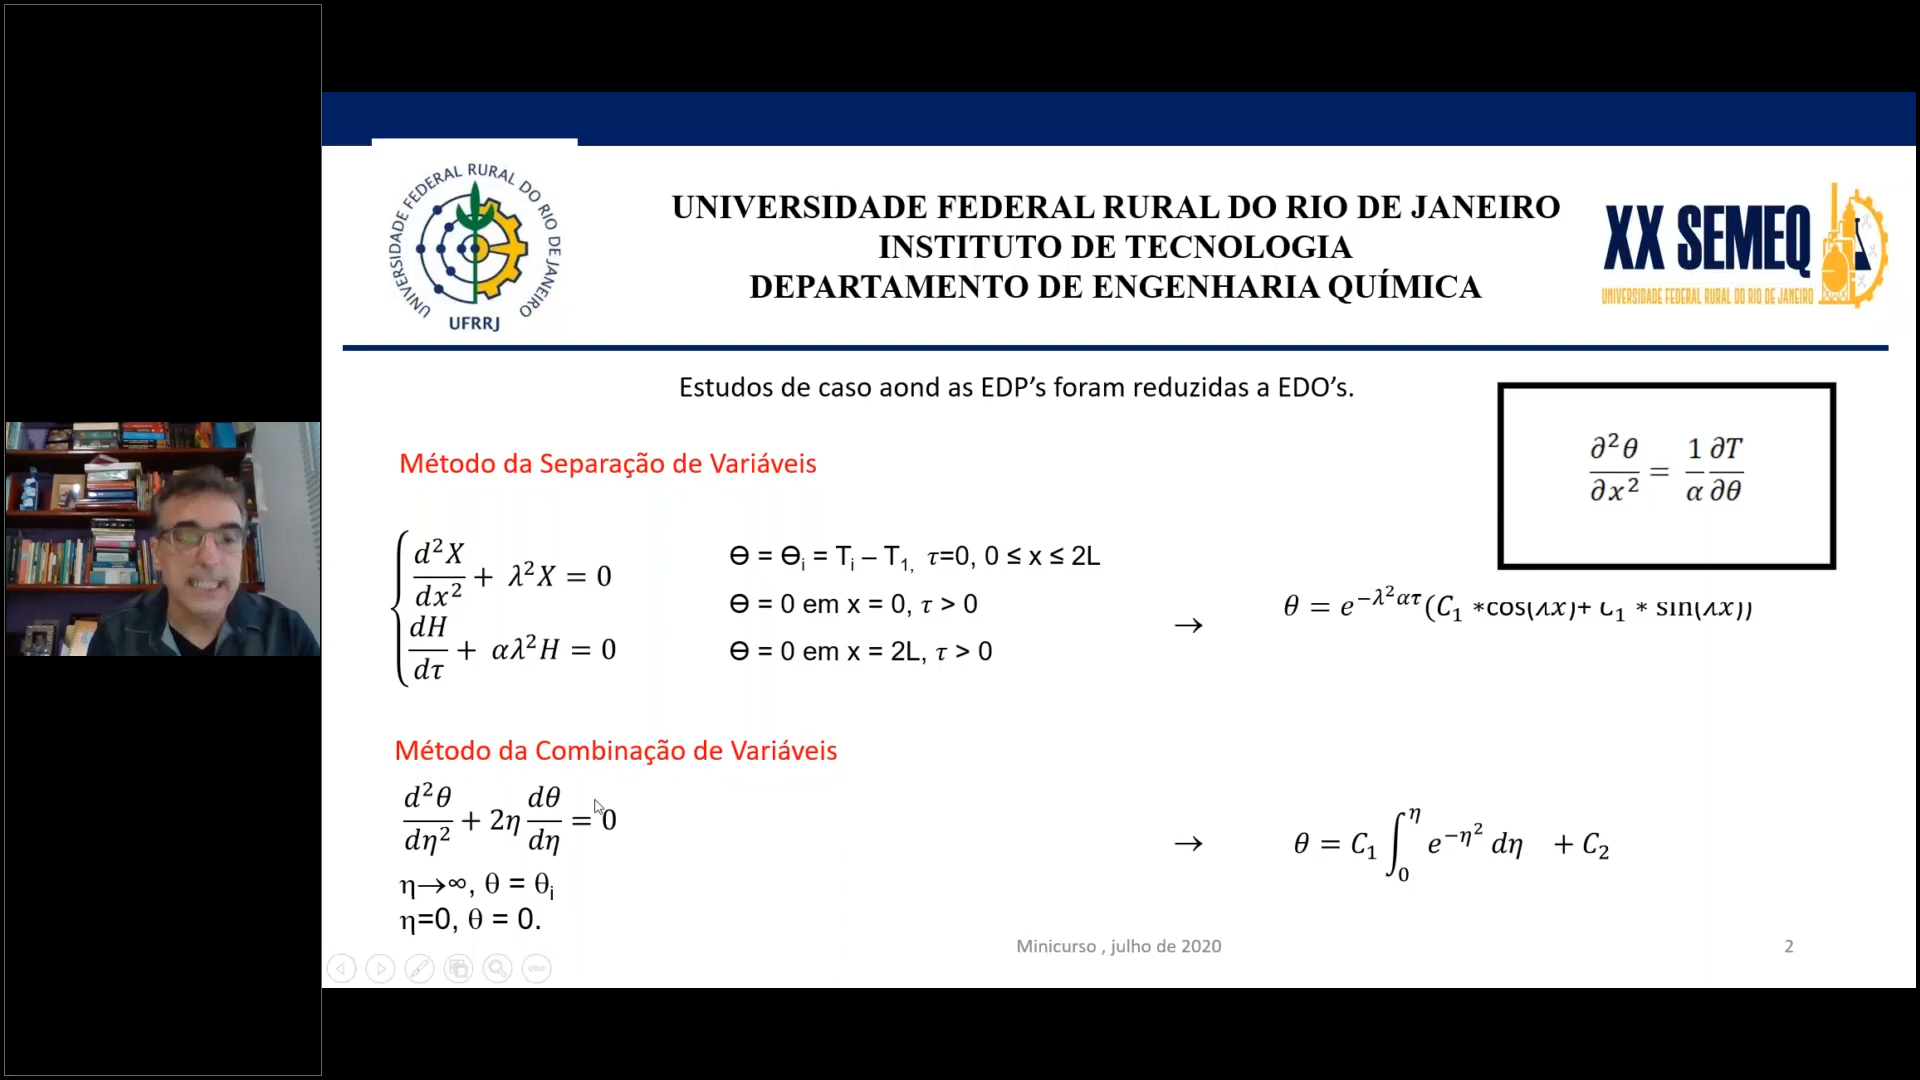 UNIVERSIDADE FEDERAL RURAL DO RIO DE JANEIRO
UFRRJ
UNIVERSIDADE FEDERAL RURAL DO RIO DE JANEIRO
INSTITUTO DE TECNOLOGIA
DEPARTAMENTO DE ENGENHARIA QUÍMICA
XX SEMEQ
UNIVERSIDADE FEDERAL RURAL DO RIO DE JANEIRO
Estudos de caso aond as EDP’s foram reduzidas a EDO’s.
∂²θ/∂x² = 1/α ∂T/∂θ
Método da Separação de Variáveis
d²X/dx² + λ²X = 0
dH/dτ + αλ²H = 0
Ɵ = Ɵᵢ = Tᵢ – T₁, τ=0, 0 ≤ x ≤ 2L
Ɵ = 0 em x = 0, τ > 0
Ɵ = 0 em x = 2L, τ > 0
→
θ = e^(−λ²ατ)(C₁ *cos(λx)+ C₁ * sin(λx))
Método da Combinação de Variáveis
d²θ/dη² + 2η dθ/dη = 0
η→∞, θ = θᵢ
η=0, θ = 0.
→
θ = C₁ ∫₀^η e^(−η²) dη + C₂
Minicurso , julho de 2020
2